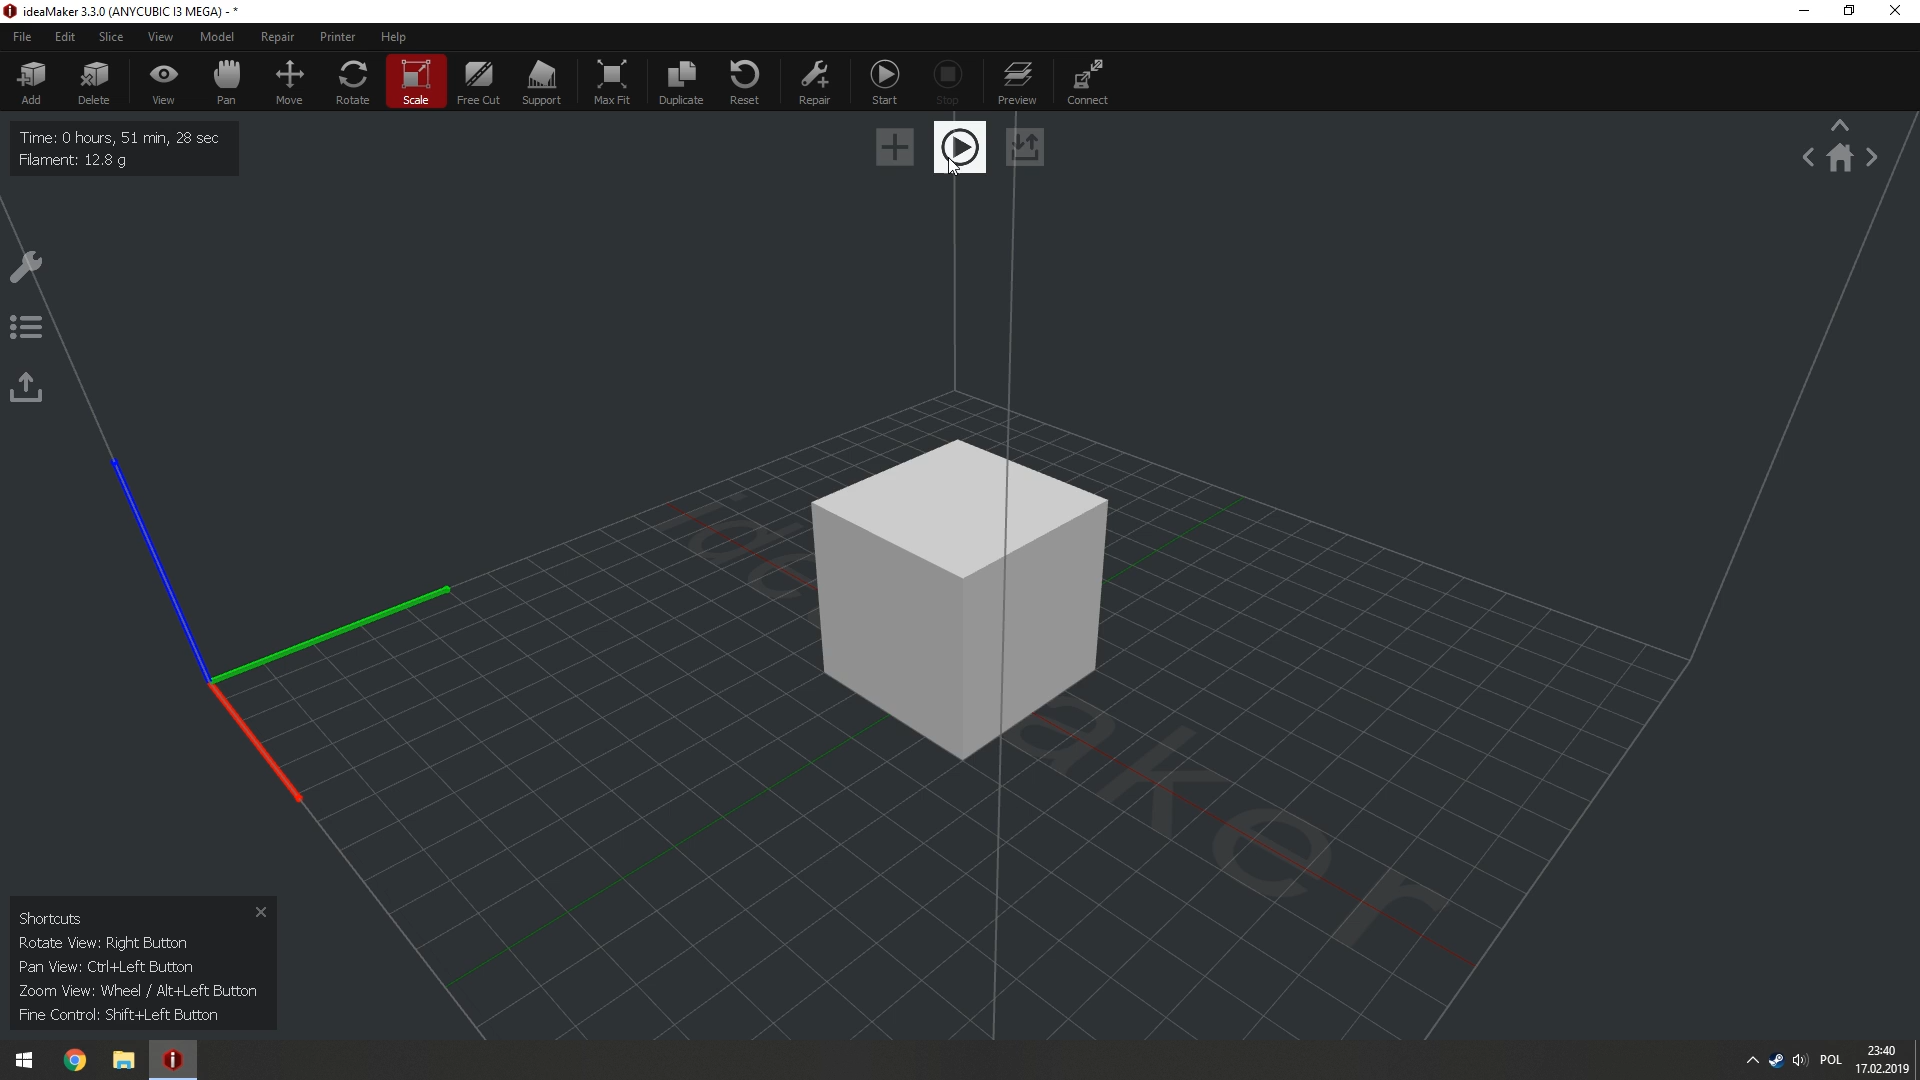 ideaMaker 3.3.0 (ANYCUBIC I3 MEGA) - *
File Edit Slice View Model Repair Printer Help
Add Delete View Pan Move Rotate Scale Free Cut Support Max Fit Duplicate Reset Repair Start Stop Preview Connect
Time: 0 hours, 51 min, 28 sec
Filament: 12.8 g
ide aker
Shortcuts
Rotate View: Right Button
Pan View: Ctrl+Left Button
Zoom View: Wheel / Alt+Left Button
Fine Control: Shift+Left Button
POL
23:40
17.02.2019